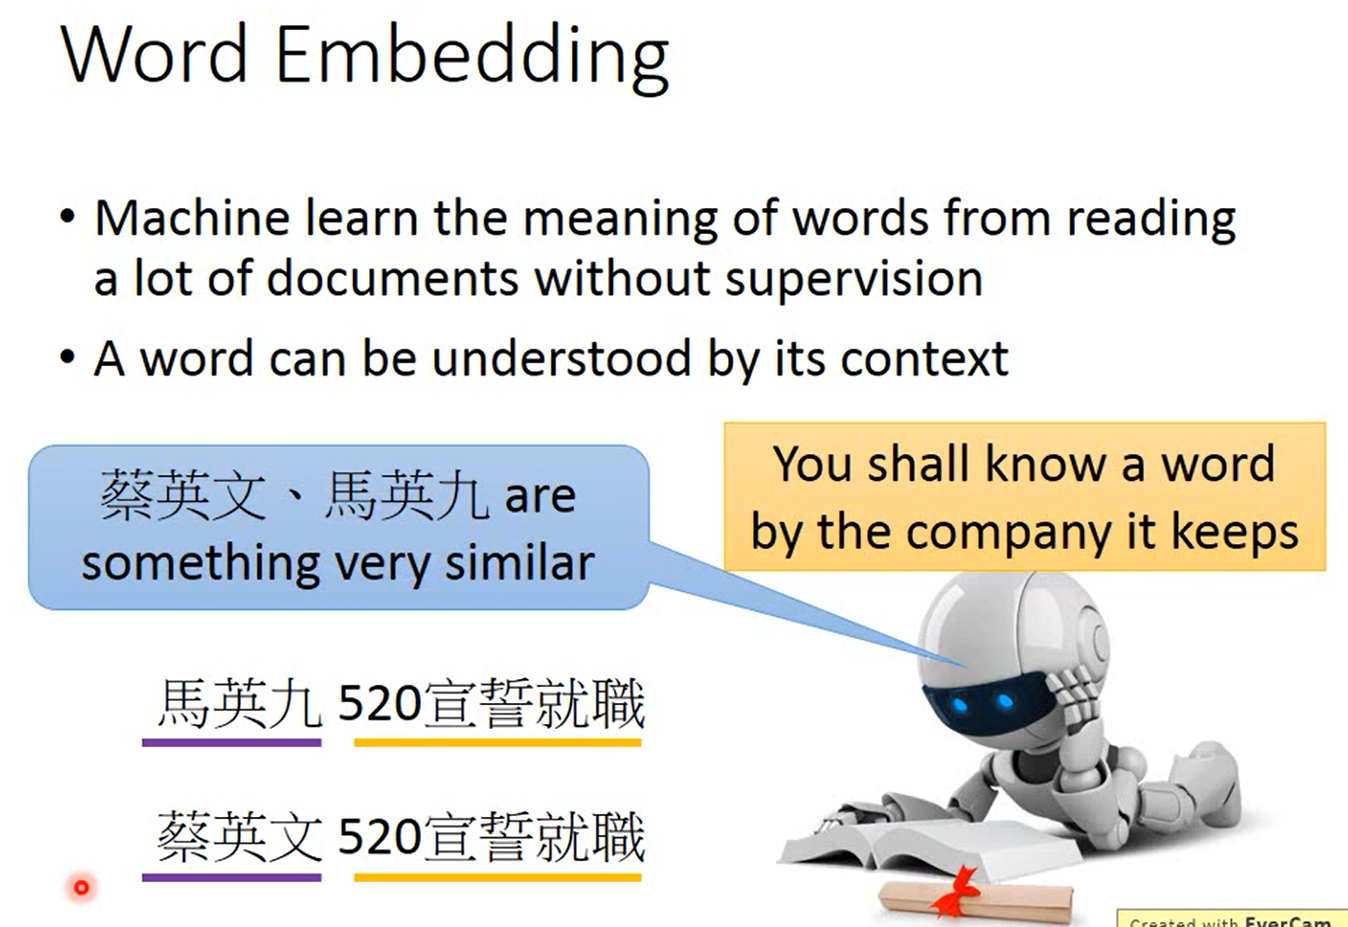 Word Embedding
• Machine learn the meaning of words from reading
a lot of documents without supervision
• A word can be understood by its context
蔡英文、馬英九 are
something very similar
You shall know a word
by the company it keeps
馬英九 520宣誓就職
蔡英文 520宣誓就職
Created with EverCam